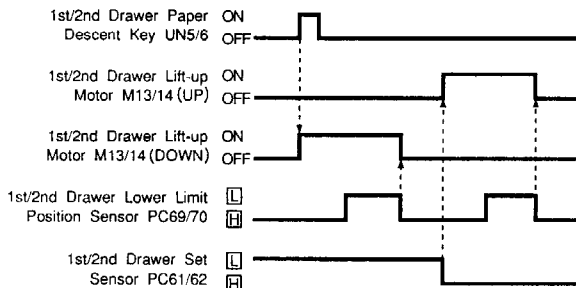 1st/2nd Drawer Paper ON
Descent Key UN5/6 OFF
1st/2nd Drawer Lift-up ON
Motor M13/14 (UP) OFF
1st/2nd Drawer Lift-up ON
Motor M13/14 (DOWN) OFF
1st/2nd Drawer Lower Limit L
Position Sensor PC69/70 H
1st/2nd Drawer Set L
Sensor PC61/62 H